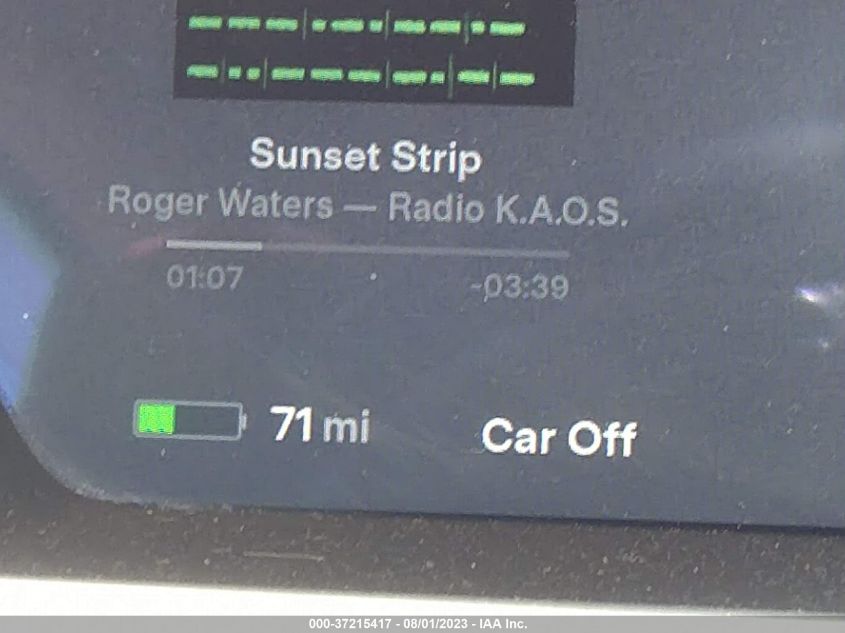 Sunset Strip
Roger Waters — Radio K.A.O.S.
01:07 -03:39
71 mi Car Off
000-37215417 - 08/01/2023 - IAA Inc.